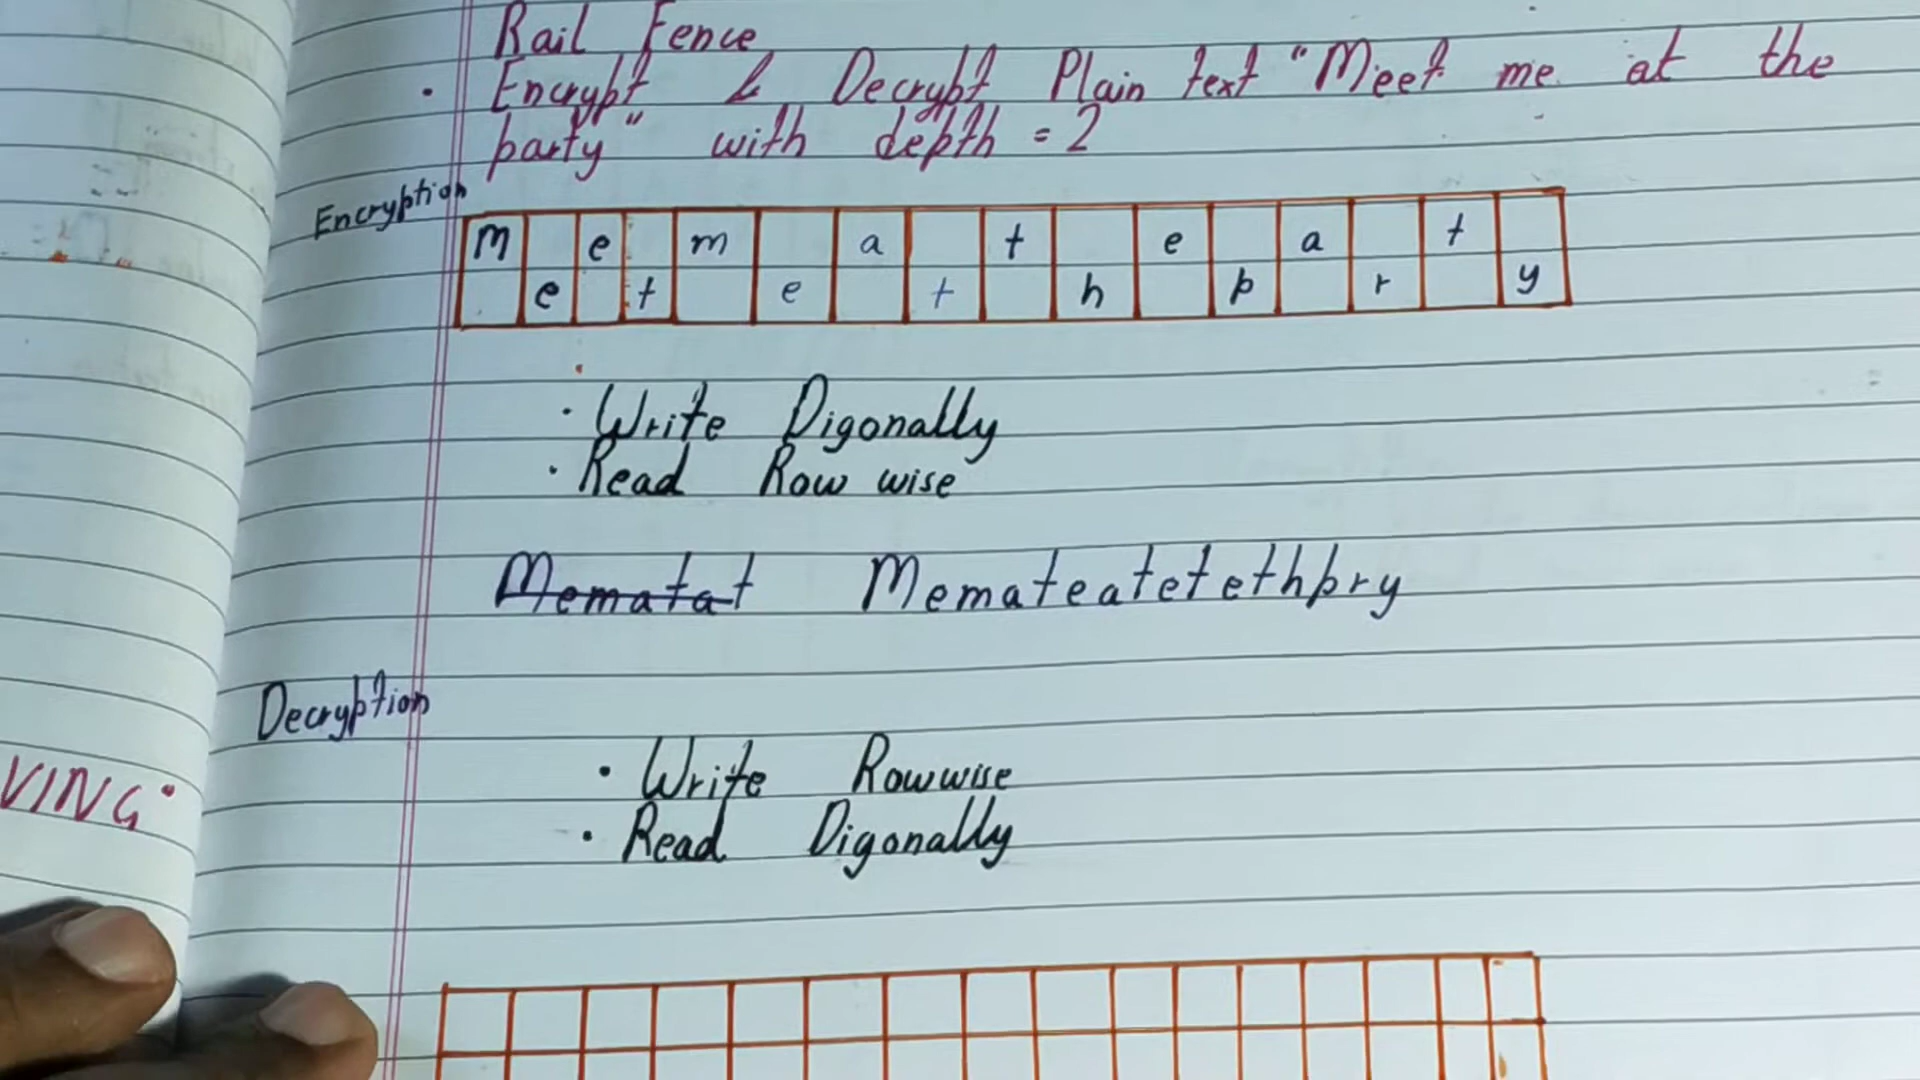 Rail Fence
• Encrypt & Decrypt Plain text "Meet me at the
party" with depth = 2
Encryption
M e m a t e a t
e t e t h p r y
• Write Digonally
• Read Row wise
Mematat Memateatetethpry
Decryption
VING"
• Write Rowwise
• Read Digonally